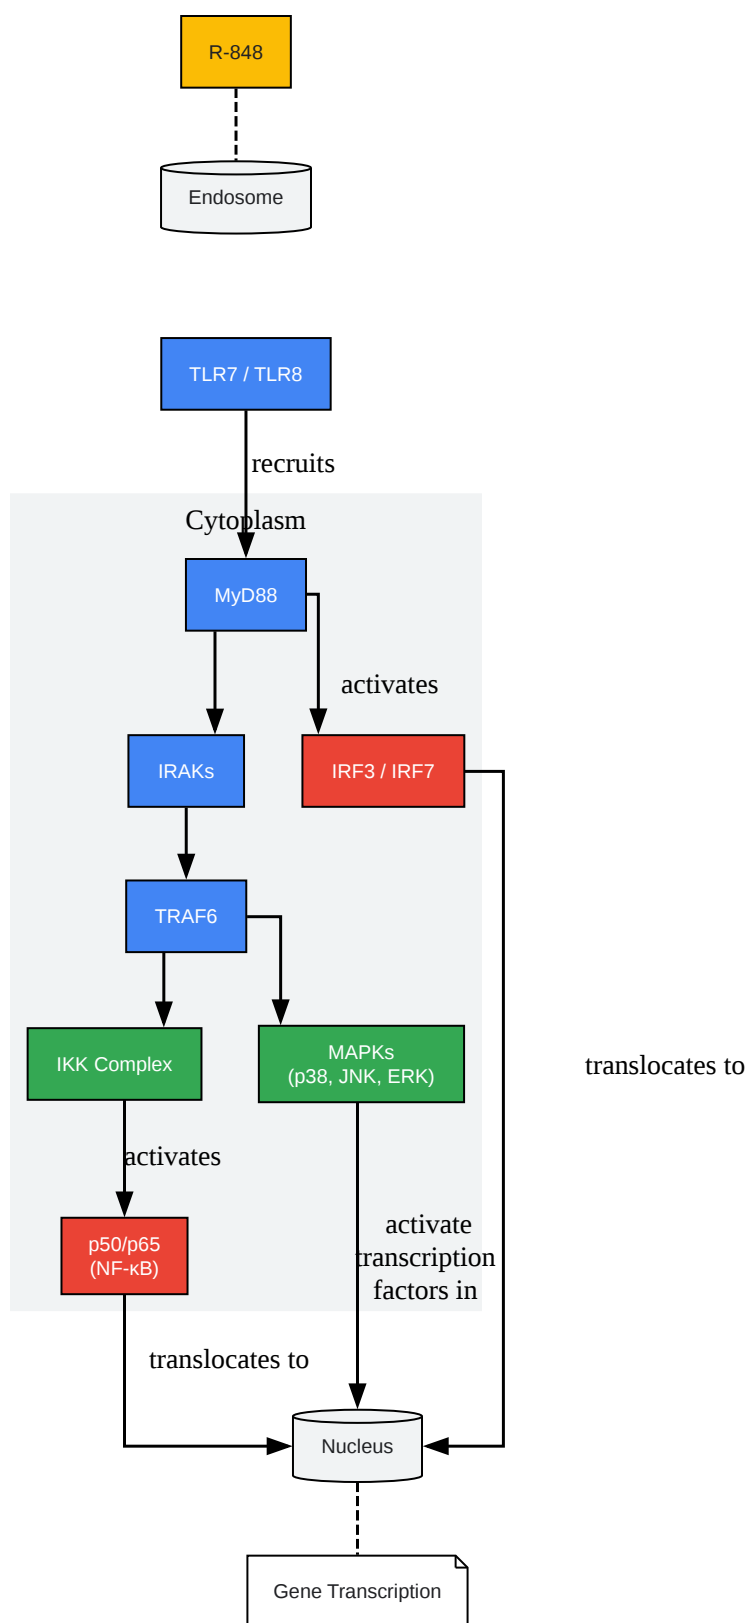 R-848
Endosome
TLR7 / TLR8
recruits
Cytoplasm
MyD88
activates
IRAKs
IRF3 / IRF7
TRAF6
IKK Complex
MAPKs
(p38, JNK, ERK)
translocates to
activates
p50/p65
(NF-κB)
activate
transcription
factors in
translocates to
Nucleus
Gene Transcription